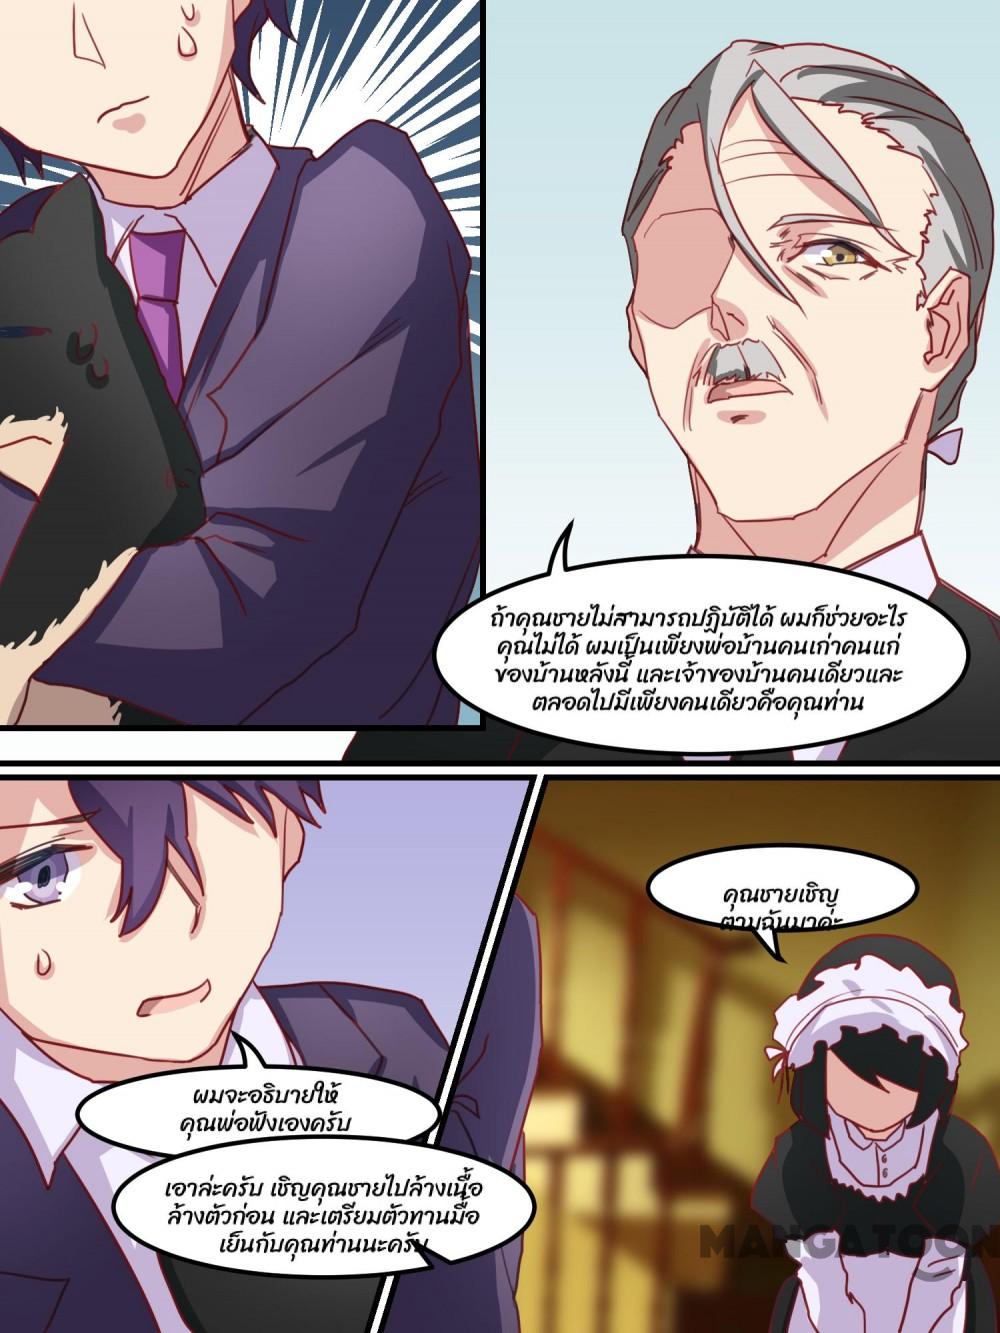 ถ้าคุณชายไม่สามารถปฏิบัติได้ ผมก็ช่วยอะไร
คุณไม่ได้ ผมเป็นเพียงพ่อบ้านคนเก่าคนแก่
ของบ้านหลังนี้ และเจ้าของบ้านคนเดียวและ
ตลอดไปมีเพียงคนเดียวคือคุณท่าน
คุณชายเชิญ
ตามฉันมาค่ะ
ผมจะอธิบายให้
คุณพ่อฟังเองครับ
เอาล่ะครับ เชิญคุณชายไปล้างเนื้อ
ล้างตัวก่อน และเตรียมตัวทานมื้อ
เย็นกับคุณท่านนะครับ
MANGATOON